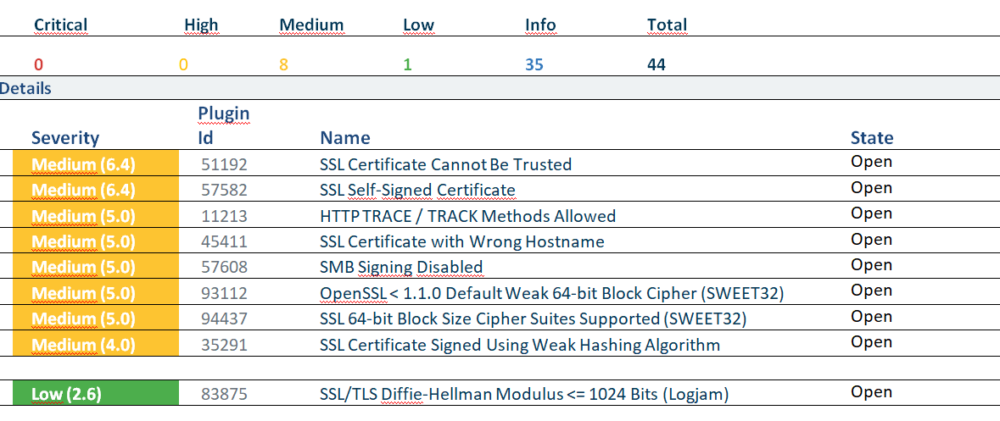 Critical High Medium Low Info Total
0 0 8 1 35 44
Details
Severity Plugin Id Name State
Medium (6.4) 51192 SSL Certificate Cannot Be Trusted Open
Medium (6.4) 57582 SSL Self-Signed Certificate Open
Medium (5.0) 11213 HTTP TRACE / TRACK Methods Allowed Open
Medium (5.0) 45411 SSL Certificate with Wrong Hostname Open
Medium (5.0) 57608 SMB Signing Disabled Open
Medium (5.0) 93112 OpenSSL < 1.1.0 Default Weak 64-bit Block Cipher (SWEET32) Open
Medium (5.0) 94437 SSL 64-bit Block Size Cipher Suites Supported (SWEET32) Open
Medium (4.0) 35291 SSL Certificate Signed Using Weak Hashing Algorithm Open
Low (2.6) 83875 SSL/TLS Diffie-Hellman Modulus <= 1024 Bits (Logjam) Open